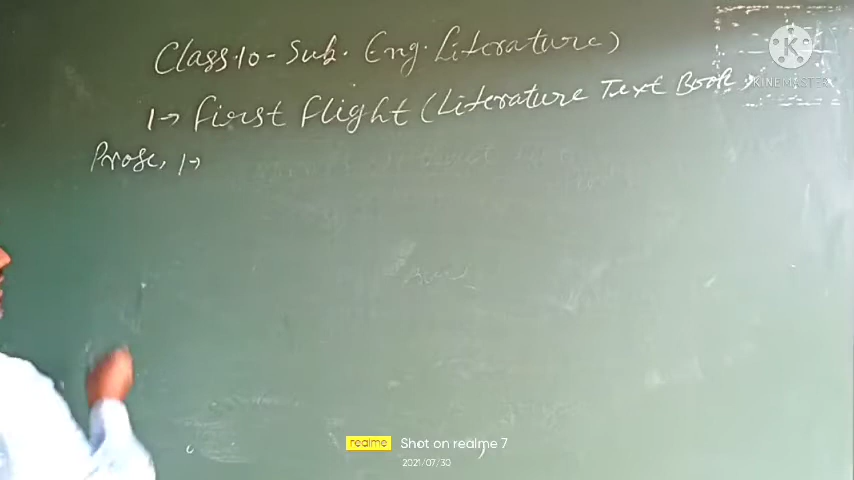 Class.10 - Sub. Eng. Literature)
1→ First flight (Literature Text Book)
Prose, 1→
KINEMASTER
realme Shot on realme 7
2021/07/30